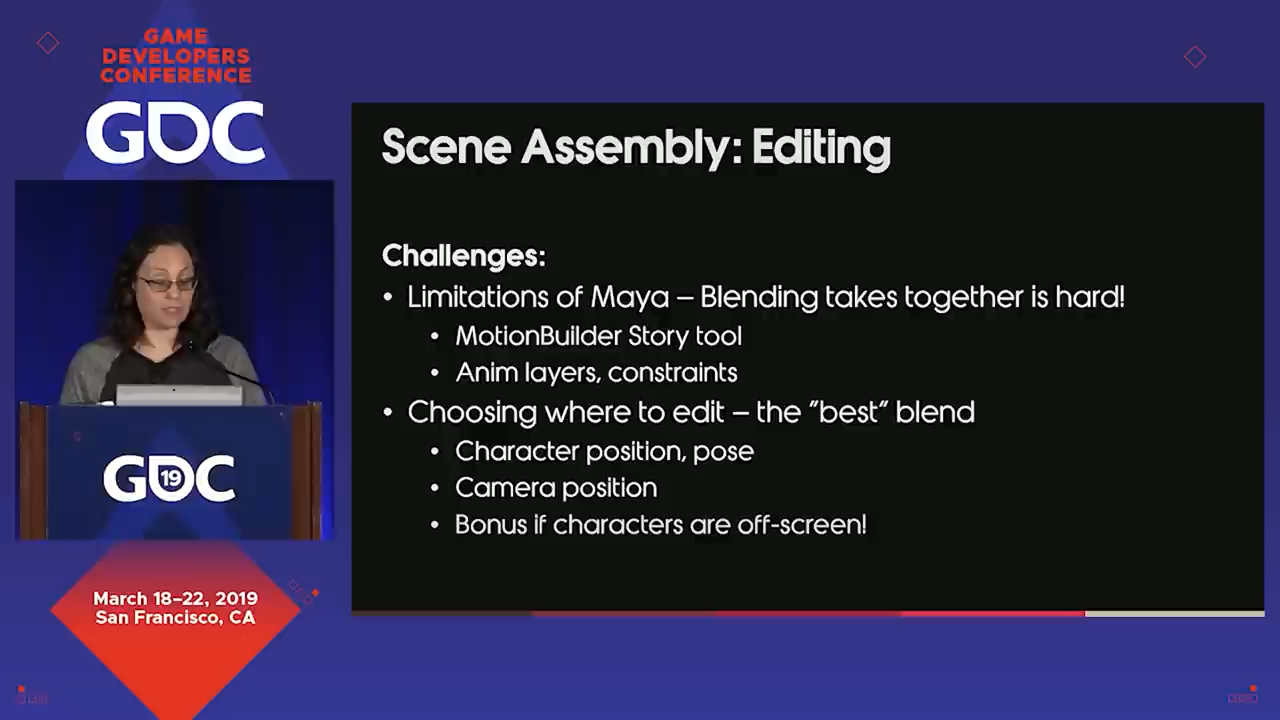 GAME
DEVELOPERS
CONFERENCE
GDC
Scene Assembly: Editing
Challenges:
• Limitations of Maya – Blending takes together is hard!
• MotionBuilder Story tool
• Anim layers, constraints
• Choosing where to edit – the "best" blend
• Character position, pose
• Camera position
• Bonus if characters are off-screen!
GDC
19
March 18–22, 2019
San Francisco, CA